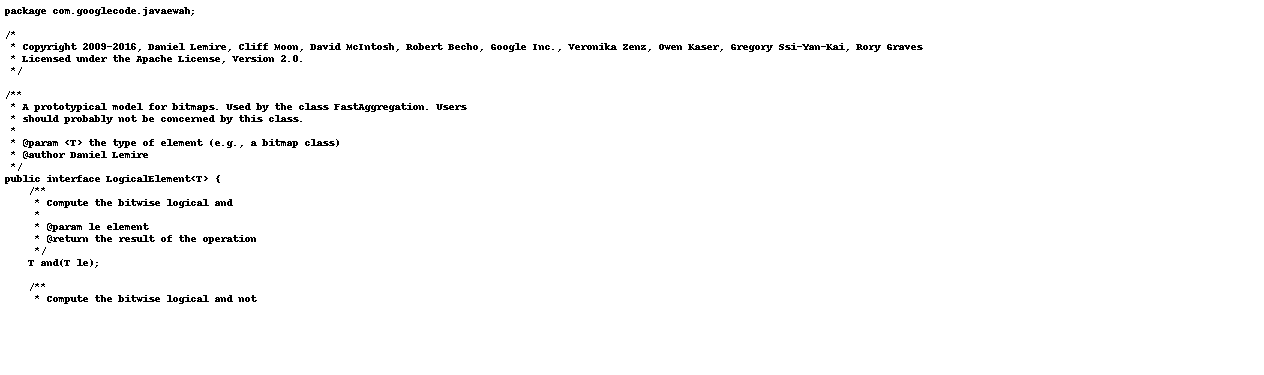 package com.googlecode.javaewah;

/*
 * Copyright 2009-2016, Daniel Lemire, Cliff Moon, David McIntosh, Robert Becho, Google Inc., Veronika Zenz, Owen Kaser, Gregory Ssi-Yan-Kai, Rory Graves
 * Licensed under the Apache License, Version 2.0.
 */

/**
 * A prototypical model for bitmaps. Used by the class FastAggregation. Users
 * should probably not be concerned by this class.
 *
 * @param <T> the type of element (e.g., a bitmap class)
 * @author Daniel Lemire
 */
public interface LogicalElement<T> {
    /**
     * Compute the bitwise logical and
     *
     * @param le element
     * @return the result of the operation
     */
    T and(T le);

    /**
     * Compute the bitwise logical and not